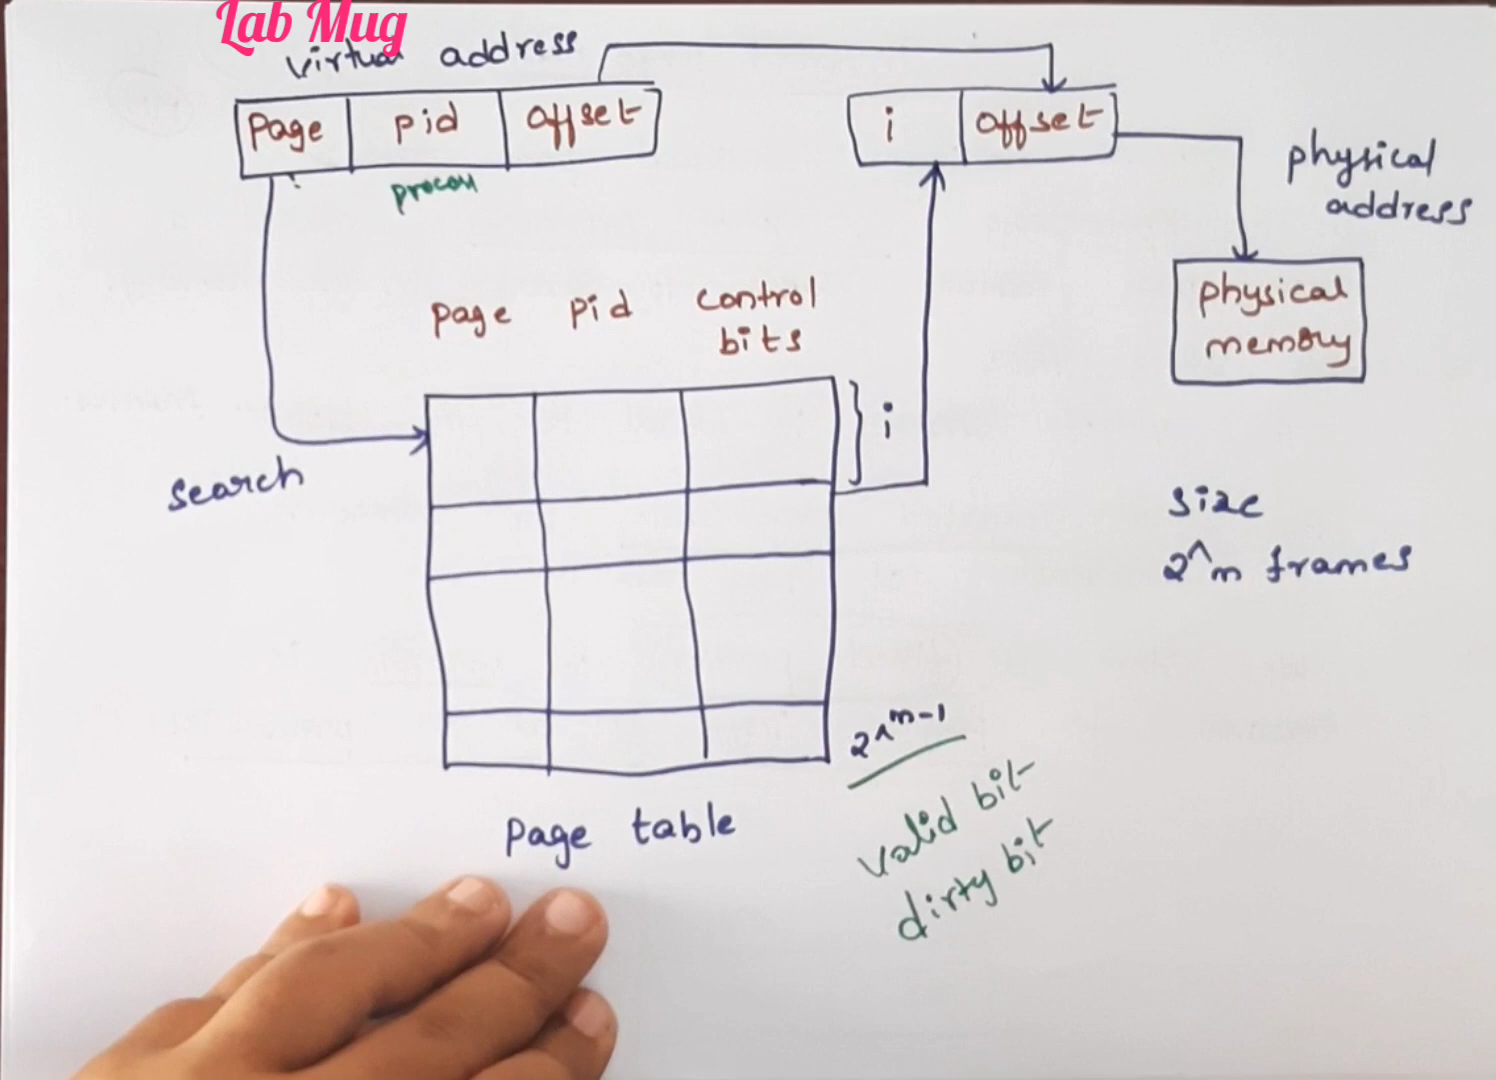 Lab Mug
virtual address
Page pid offset
process
i offset
physical
address
page pid control
bits
physical
memory
i
search
size
2^m frames
2^m-1
valid bit
dirty bit
Page table